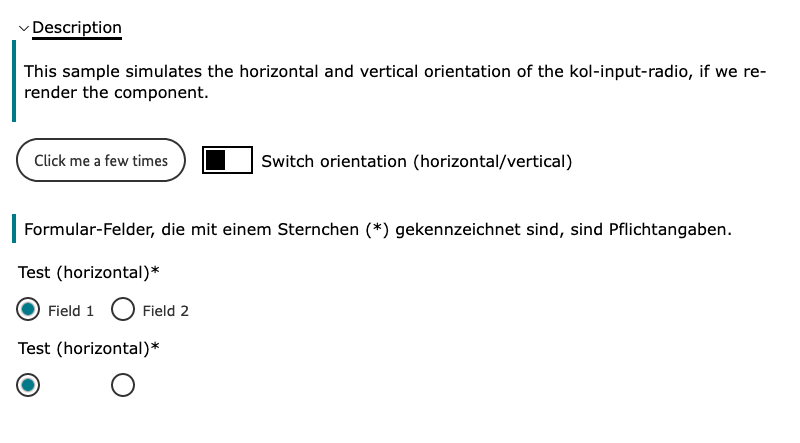 Description
This sample simulates the horizontal and vertical orientation of the kol-input-radio, if we re-
render the component.
Click me a few times
Switch orientation (horizontal/vertical)
Formular-Felder, die mit einem Sternchen (*) gekennzeichnet sind, sind Pflichtangaben.
Test (horizontal)*
Field 1 Field 2
Test (horizontal)*